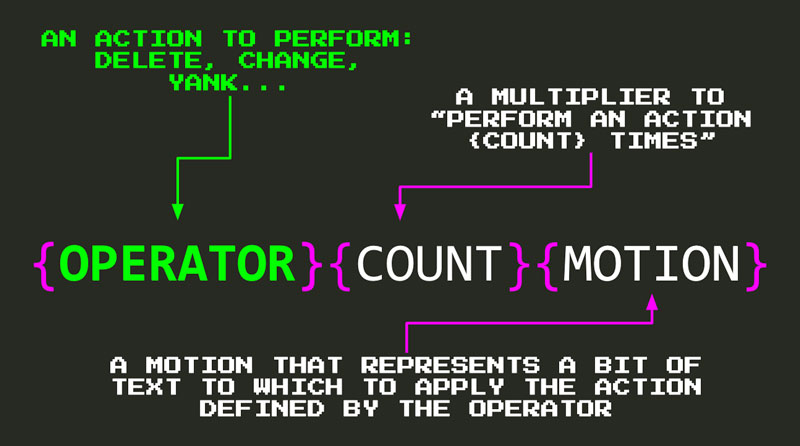 AN ACTION TO PERFORM:
DELETE, CHANGE,
YANK...
A MULTIPLIER TO
“PERFORM AN ACTION
{COUNT} TIMES”
{OPERATOR}{COUNT}{MOTION}
A MOTION THAT REPRESENTS A BIT OF
TEXT TO WHICH TO APPLY THE ACTION
DEFINED BY THE OPERATOR